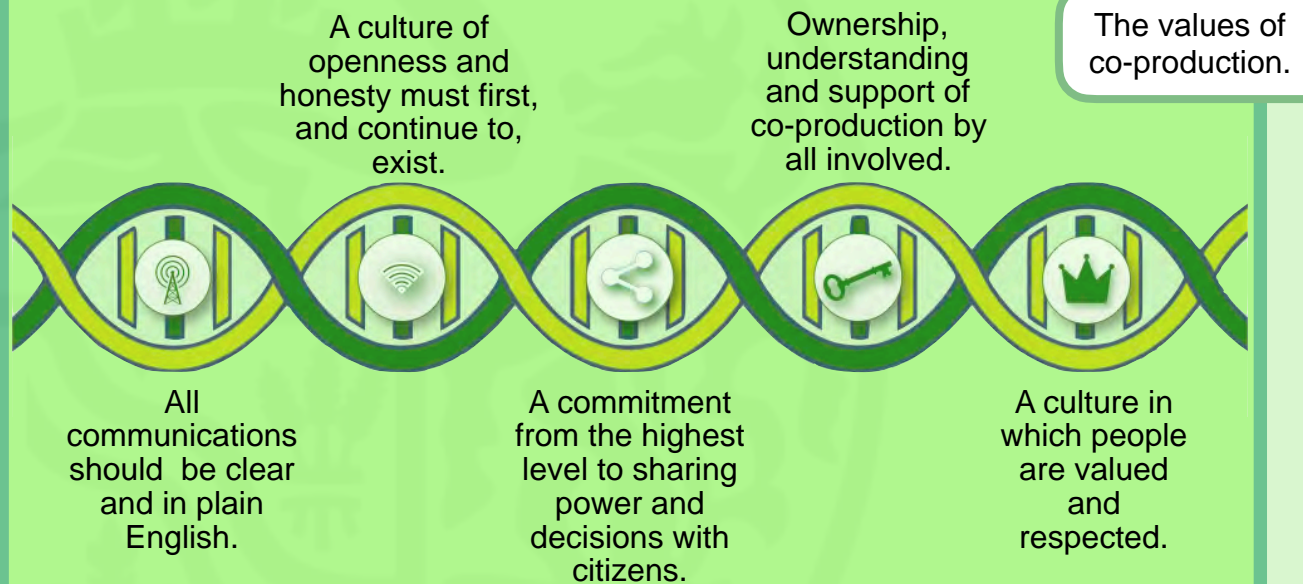 The values of
co-production.
A culture of
openness and
honesty must first,
and continue to,
exist.
Ownership,
understanding
and support of
co-production by
all involved.
All
communications
should  be clear
and in plain
English.
A commitment
from the highest
level to sharing
power and
decisions with
citizens.
A culture in
which people
are valued
and
respected.